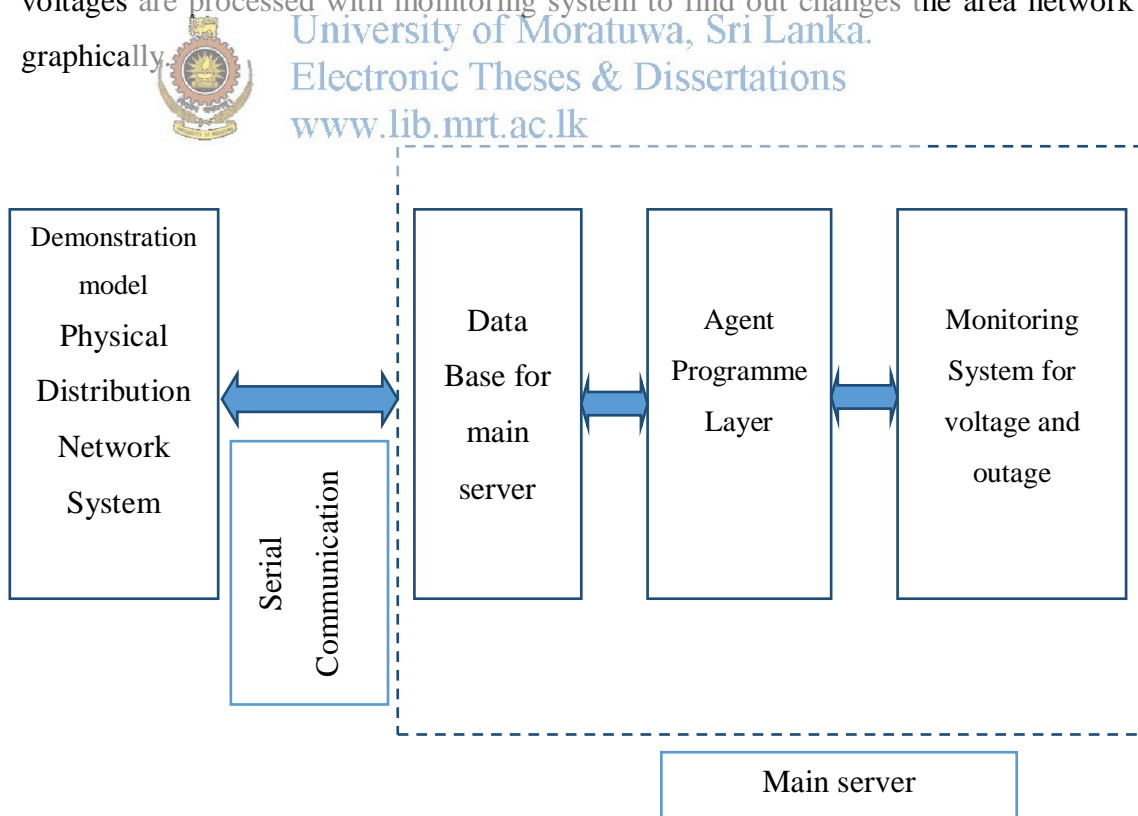 voltages are processed with monitoring system to find out changes the area network
graphically.
University of Moratuwa, Sri Lanka.
Electronic Theses & Dissertations
www.lib.mrt.ac.lk
Demonstration
model
Physical
Distribution
Network
System
Serial
Communication
Data
Base for
main
server
Agent
Programme
Layer
Monitoring
System for
voltage and
outage
Main server